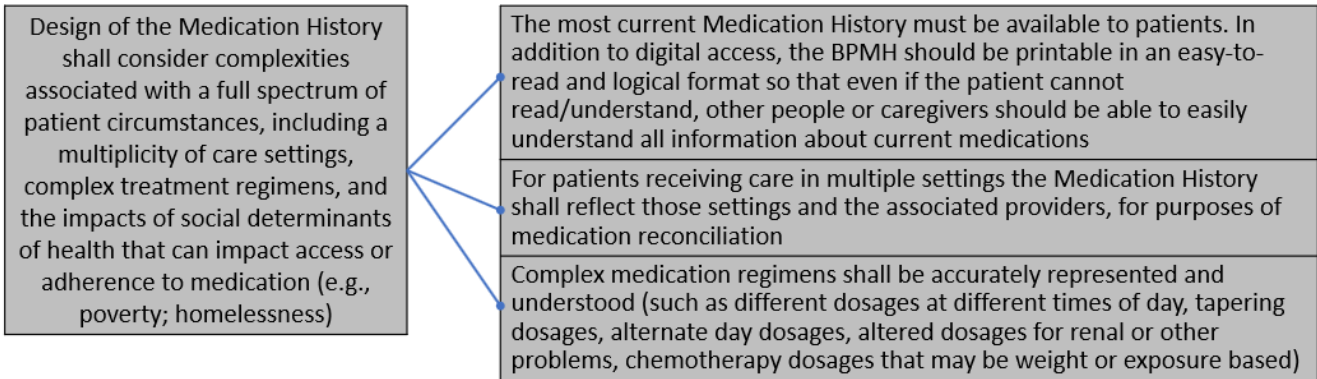 Design of the Medication History
shall consider complexities
associated with a full spectrum of
patient circumstances, including a
multiplicity of care settings,
complex treatment regimens, and
the impacts of social determinants
of health that can impact access or
adherence to medication (e.g.,
poverty; homelessness)
The most current Medication History must be available to patients. In
addition to digital access, the BPMH should be printable in an easy-to-
read and logical format so that even if the patient cannot
read/understand, other people or caregivers should be able to easily
understand all information about current medications
For patients receiving care in multiple settings the Medication History
shall reflect those settings and the associated providers, for purposes of
medication reconciliation
Complex medication regimens shall be accurately represented and
understood (such as different dosages at different times of day, tapering
dosages, alternate day dosages, altered dosages for renal or other
problems, chemotherapy dosages that may be weight or exposure based)